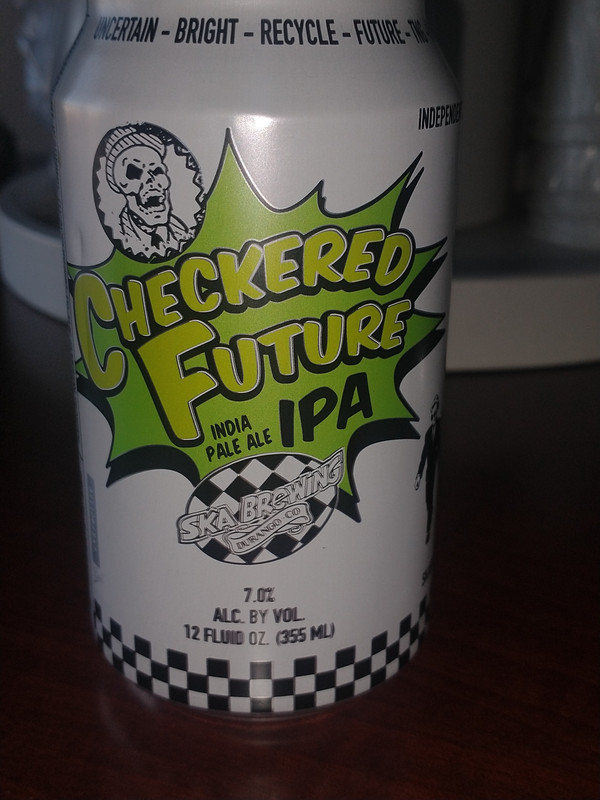 UNCERTAIN - BRIGHT - RECYCLE - FUTURE -
CHECKERED
FUTURE
INDIA
PALE ALE IPA
SKA BREWING
DURANGO, CO
7.0%
ALC. BY VOL.
12 FLUID OZ. (355 ML)